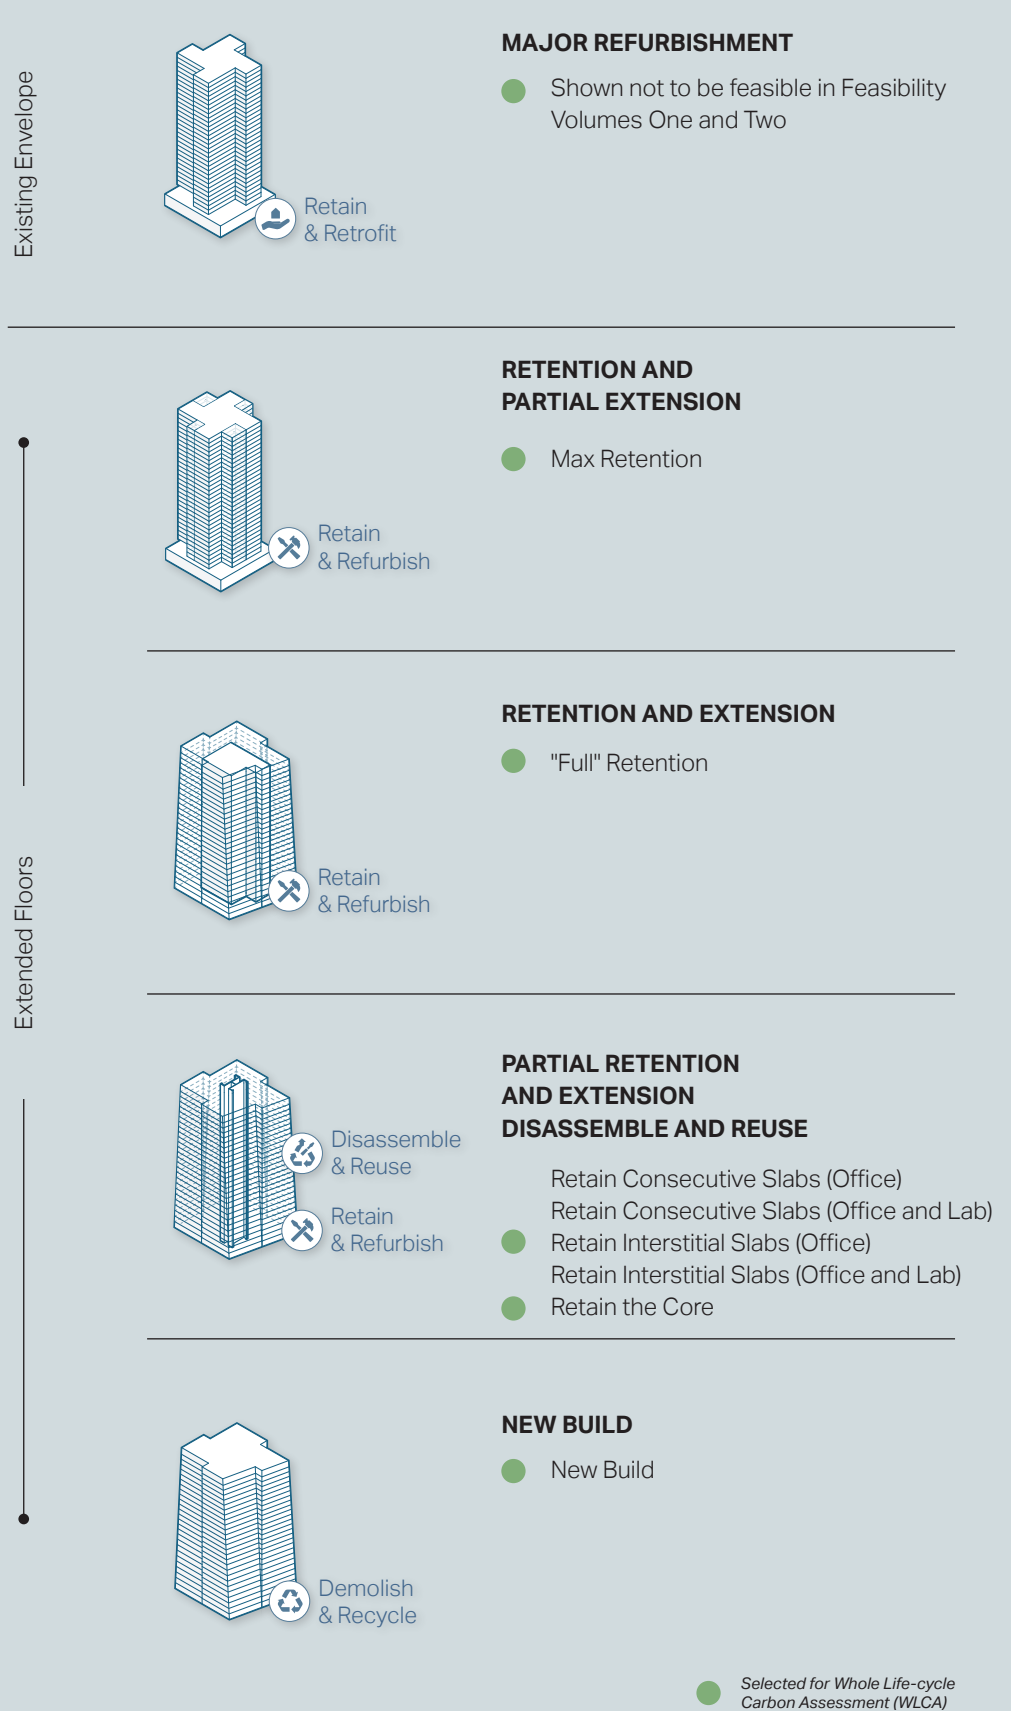 Existing Envelope
MAJOR REFURBISHMENT
Shown not to be feasible in Feasibility
Volumes One and Two
Retain
& Retrofit
RETENTION AND
PARTIAL EXTENSION
Max Retention
Retain
& Refurbish
Extended Floors
RETENTION AND EXTENSION
"Full" Retention
Retain
& Refurbish
PARTIAL RETENTION
AND EXTENSION
DISASSEMBLE AND REUSE
Disassemble
& Reuse
Retain
& Refurbish
Retain Consecutive Slabs (Office)
Retain Consecutive Slabs (Office and Lab)
Retain Interstitial Slabs (Office)
Retain Interstitial Slabs (Office and Lab)
Retain the Core
NEW BUILD
New Build
Demolish
& Recycle
Selected for Whole Life-cycle
Carbon Assessment (WLCA)